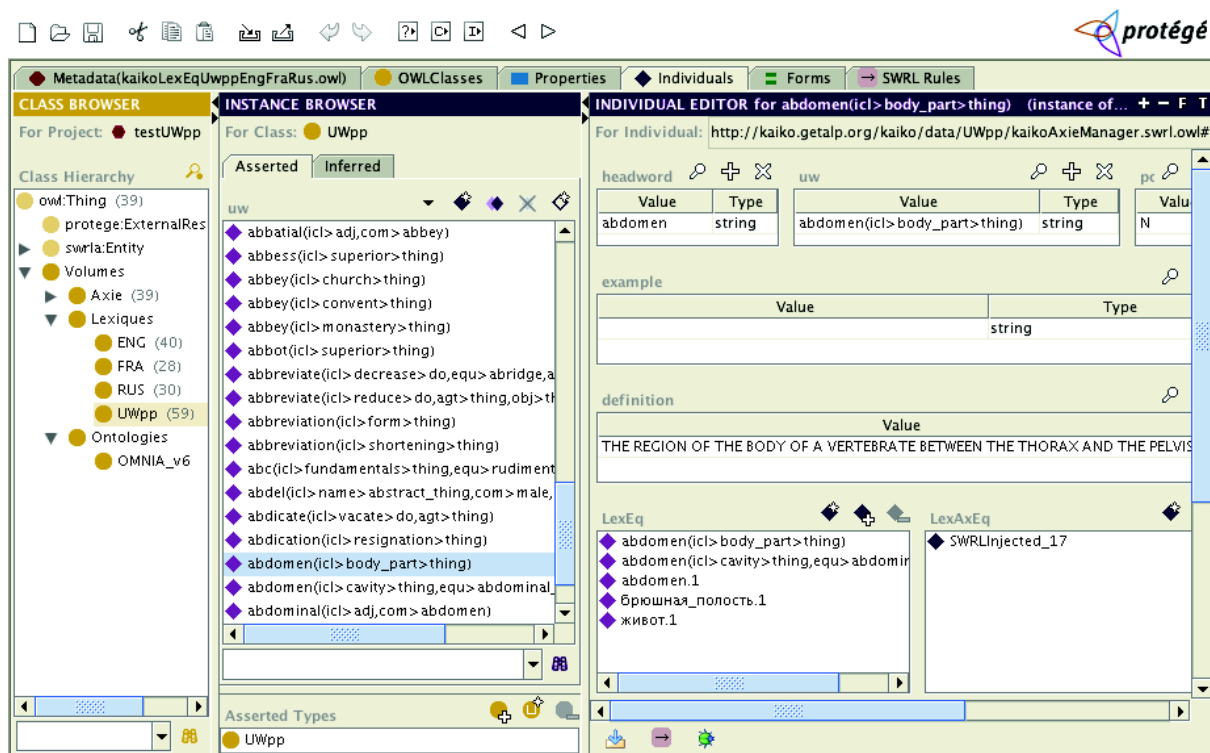 protégé
Metadata(kaikoLexEqUwppEngFraRus.owl) OWLClasses Properties Individuals Forms SWRL Rules
CLASS BROWSER
For Project: testUWpp
Class Hierarchy
owl:Thing (39)
protege:ExternalRes
swrla:Entity
Volumes
Axie (39)
Lexiques
ENG (40)
FRA (28)
RUS (30)
UWpp (59)
Ontologies
OMNIA_v6
INSTANCE BROWSER
For Class: UWpp
Asserted Inferred
uw
abbatial(icl>adj,com>abbey)
abbess(icl>superior>thing)
abbey(icl>church>thing)
abbey(icl>convent>thing)
abbey(icl>monastery>thing)
abbot(icl>superior>thing)
abbreviate(icl>decrease>do,equ>abridge,a
abbreviate(icl>reduce>do,agt>thing,obj>th
abbreviation(icl>form>thing)
abbreviation(icl>shortening>thing)
abc(icl>fundamentals>thing,equ>rudiment
abdel(icl>name>abstract_thing,com>male,
abdicate(icl>vacate>do,agt>thing)
abdication(icl>resignation>thing)
abdomen(icl>body_part>thing)
abdomen(icl>cavity>thing,equ>abdominal_
abdominal(icl>adj,com>abdomen)
Asserted Types
UWpp
INDIVIDUAL EDITOR for abdomen(icl>body_part>thing) (instance of... + − F T
For Individual: http://kaiko.getalp.org/kaiko/data/UWpp/kaikoAxieManager.swrl.owl#
headword uw pc
Value Type Value Type Valu
abdomen string abdomen(icl>body_part>thing) string N
example
Value Type
string
definition
Value
THE REGION OF THE BODY OF A VERTEBRATE BETWEEN THE THORAX AND THE PELVIS
LexEq LexAxEq
abdomen(icl>body_part>thing) SWRLInjected_17
abdomen(icl>cavity>thing,equ>abdomin
abdomen.1
брюшная_полость.1
живот.1